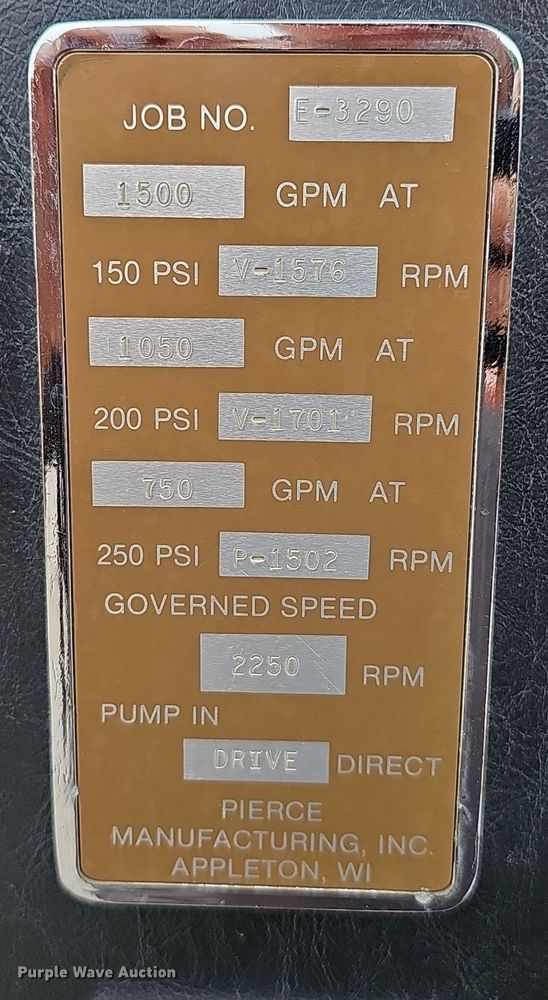 JOB NO. E-3290
1500 GPM AT
150 PSI V-1576 RPM
1050 GPM AT
200 PSI V-1701 RPM
750 GPM AT
250 PSI P-1502 RPM
GOVERNED SPEED
2250 RPM
PUMP IN
DRIVE DIRECT
PIERCE
MANUFACTURING, INC.
APPLETON, WI
Purple Wave Auction